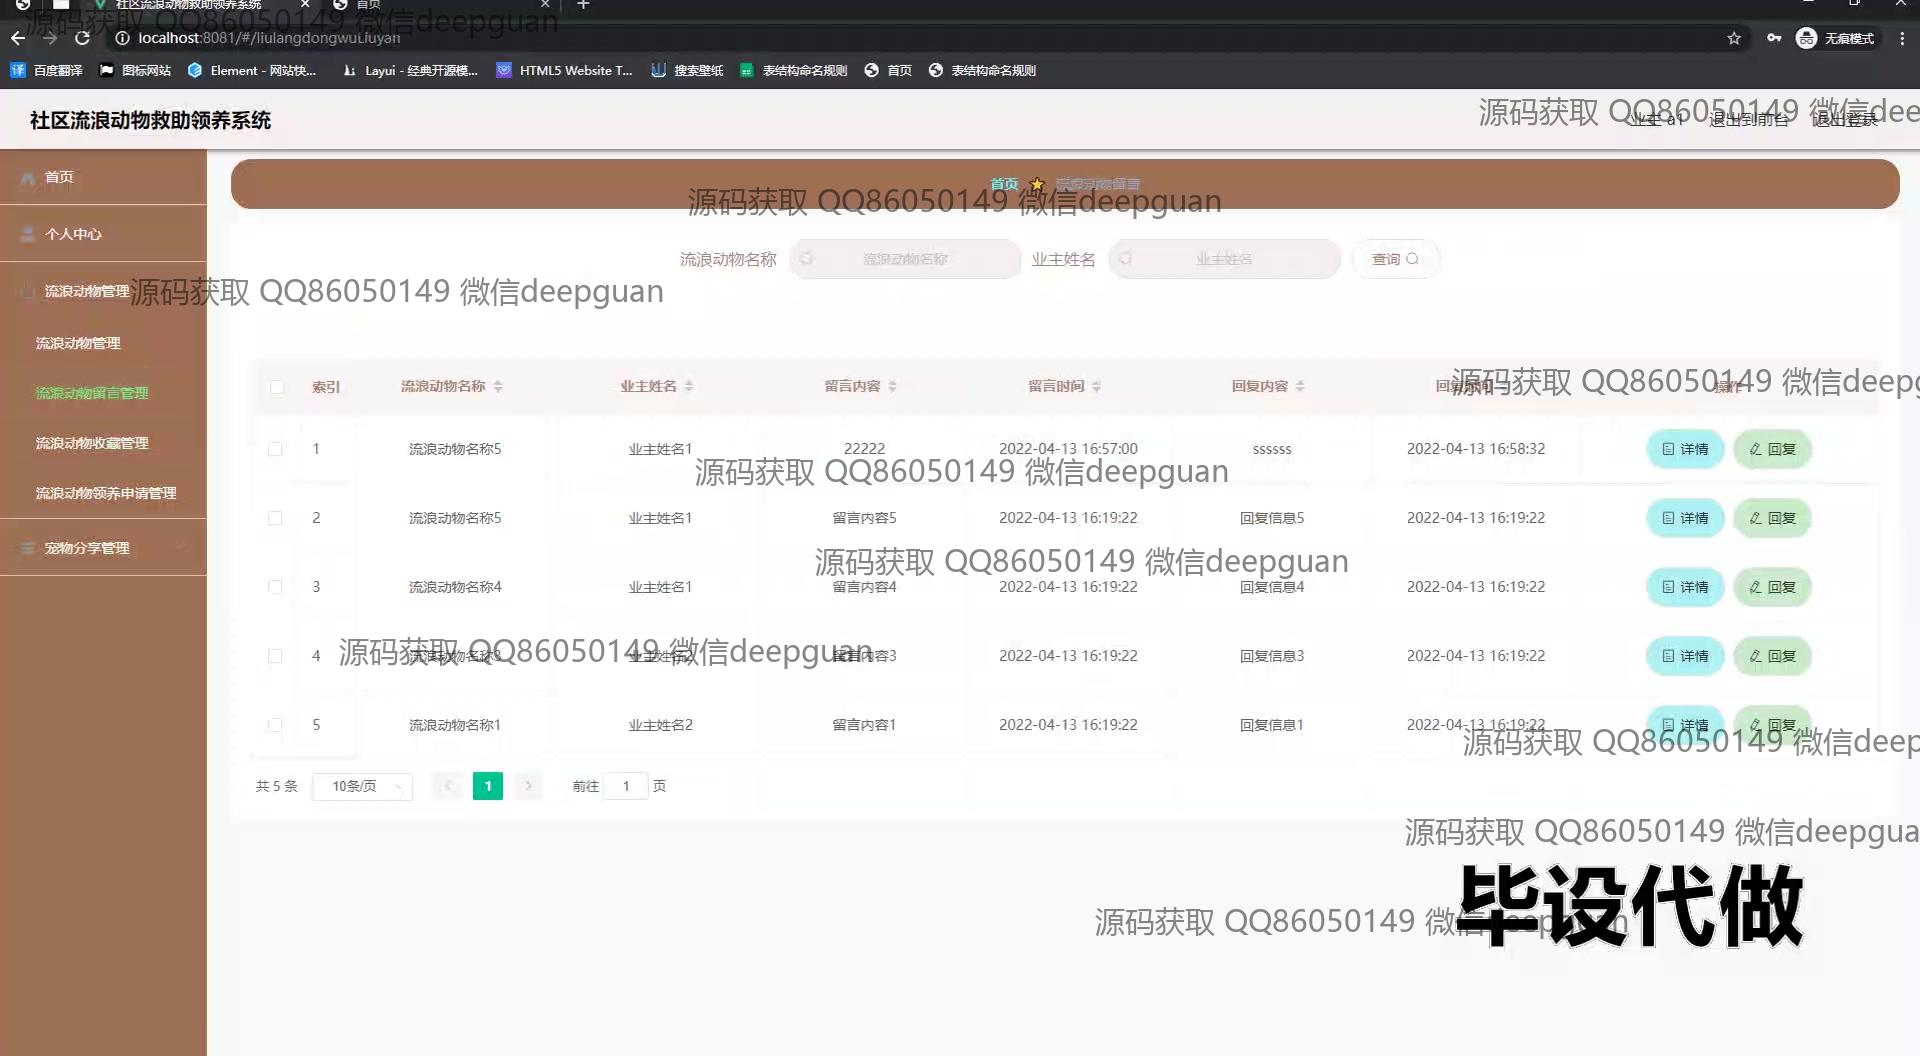 社区流浪动物救助领养系统
首页
源码获取 QQ86050149 微信deepguan
localhost:8081/#/liulangdongwuLiuyan
无痕模式
百度翻译 图标网站 Element - 网站快... Layui - 经典开源模... HTML5 Website T... 搜索壁纸 表结构命名规则 首页 表结构命名规则
社区流浪动物救助领养系统
业主 a1 退出到前台 退出登录
源码获取 QQ86050149 微信dee
首页
个人中心
流浪动物管理
流浪动物管理
流浪动物留言管理
流浪动物收藏管理
流浪动物领养申请管理
宠物分享管理
首页 流浪动物留言
源码获取 QQ86050149 微信deepguan
流浪动物名称 流浪动物名称 业主姓名 业主姓名 查询
源码获取 QQ86050149 微信deepguan
索引 流浪动物名称 业主姓名 留言内容 留言时间 回复内容 回复时间 操作
源码获取 QQ86050149 微信deepg
1 流浪动物名称5 业主姓名1 22222 2022-04-13 16:57:00 ssssss 2022-04-13 16:58:32 详情 回复
源码获取 QQ86050149 微信deepguan
2 流浪动物名称5 业主姓名1 留言内容5 2022-04-13 16:19:22 回复信息5 2022-04-13 16:19:22 详情 回复
源码获取 QQ86050149 微信deepguan
3 流浪动物名称4 业主姓名1 留言内容4 2022-04-13 16:19:22 回复信息4 2022-04-13 16:19:22 详情 回复
源码获取 QQ86050149 微信deepguan
4 流浪动物名称3 业主姓名2 留言内容3 2022-04-13 16:19:22 回复信息3 2022-04-13 16:19:22 详情 回复
5 流浪动物名称1 业主姓名2 留言内容1 2022-04-13 16:19:22 回复信息1 2022-04-13 16:19:22 详情 回复
源码获取 QQ86050149 微信deep
共 5 条 10条/页 1 前往 1 页
源码获取 QQ86050149 微信deepgua
源码获取 QQ86050149 微信deepguan
毕设代做